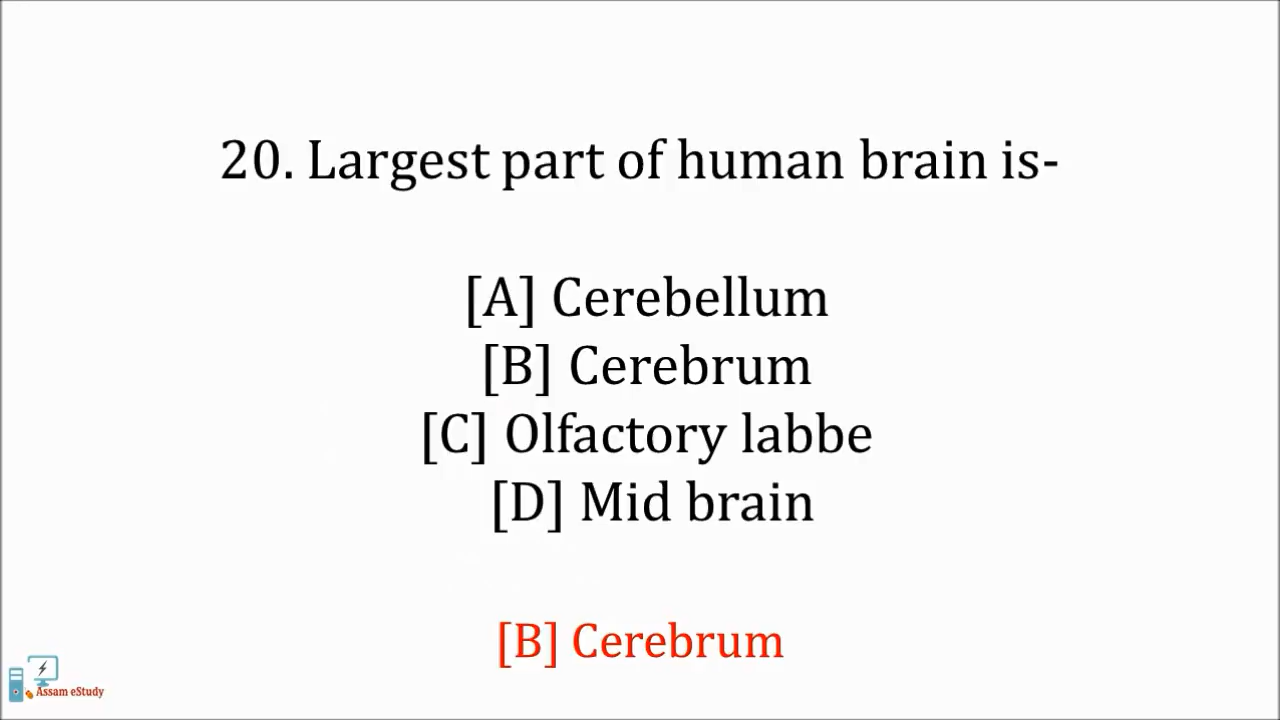 20. Largest part of human brain is-
[A] Cerebellum
[B] Cerebrum
[C] Olfactory labbe
[D] Mid brain
[B] Cerebrum
Assam eStudy